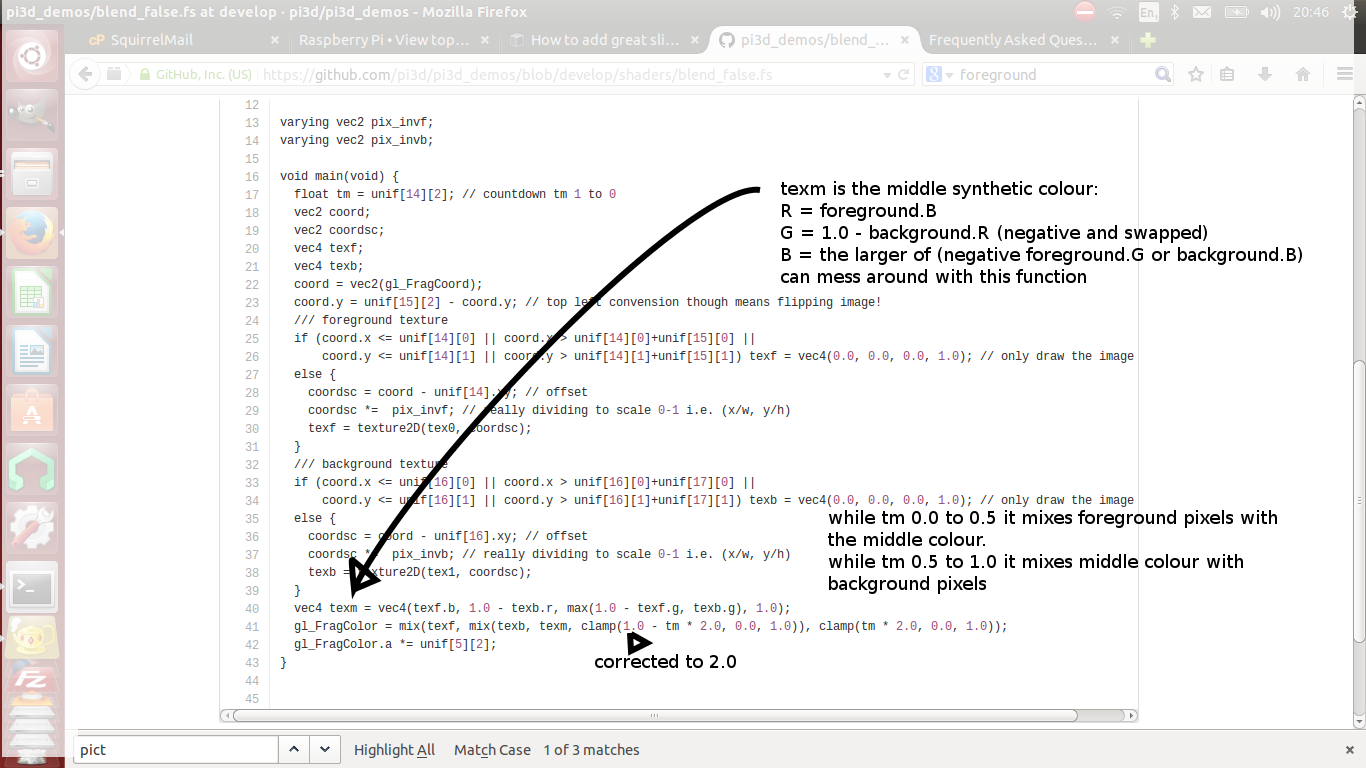 pi3d_demos/blend_false.fs at develop · pi3d/pi3d_demos - Mozilla Firefox
En1
20:46
cP SquirrelMail
Raspberry Pi • View top...
How to add great sli...
pi3d_demos/blend_...
Frequently Asked Ques...
GitHub, Inc. (US)
https://github.com/pi3d/pi3d_demos/blob/develop/shaders/blend_false.fs
foreground
12
13 varying vec2 pix_invf;
14 varying vec2 pix_invb;
15
16 void main(void) {
17 float tm = unif[14][2]; // countdown tm 1 to 0
18 vec2 coord;
19 vec2 coordsc;
20 vec4 texf;
21 vec4 texb;
22 coord = vec2(gl_FragCoord);
23 coord.y = unif[15][2] - coord.y; // top left convension though means flipping image!
24 /// foreground texture
25 if (coord.x <= unif[14][0] || coord.x > unif[14][0]+unif[15][0] ||
26 coord.y <= unif[14][1] || coord.y > unif[14][1]+unif[15][1]) texf = vec4(0.0, 0.0, 0.0, 1.0); // only draw the image
27 else {
28 coordsc = coord - unif[14].xy; // offset
29 coordsc *= pix_invf; // really dividing to scale 0-1 i.e. (x/w, y/h)
30 texf = texture2D(tex0, coordsc);
31 }
32 /// background texture
33 if (coord.x <= unif[16][0] || coord.x > unif[16][0]+unif[17][0] ||
34 coord.y <= unif[16][1] || coord.y > unif[16][1]+unif[17][1]) texb = vec4(0.0, 0.0, 0.0, 1.0); // only draw the image
35 else {
36 coordsc = coord - unif[16].xy; // offset
37 coordsc *= pix_invb; // really dividing to scale 0-1 i.e. (x/w, y/h)
38 texb = texture2D(tex1, coordsc);
39 }
40 vec4 texm = vec4(texf.b, 1.0 - texb.r, max(1.0 - texf.g, texb.g), 1.0);
41 gl_FragColor = mix(texf, mix(texb, texm, clamp(1.0 - tm * 2.0, 0.0, 1.0)), clamp(tm * 2.0, 0.0, 1.0));
42 gl_FragColor.a *= unif[5][2];
43 }
44
45
texm is the middle synthetic colour:
R = foreground.B
G = 1.0 - background.R (negative and swapped)
B = the larger of (negative foreground.G or background.B)
can mess around with this function
while tm 0.0 to 0.5 it mixes foreground pixels with
the middle colour.
while tm 0.5 to 1.0 it mixes middle colour with
background pixels
corrected to 2.0
pict
Highlight All
Match Case
1 of 3 matches